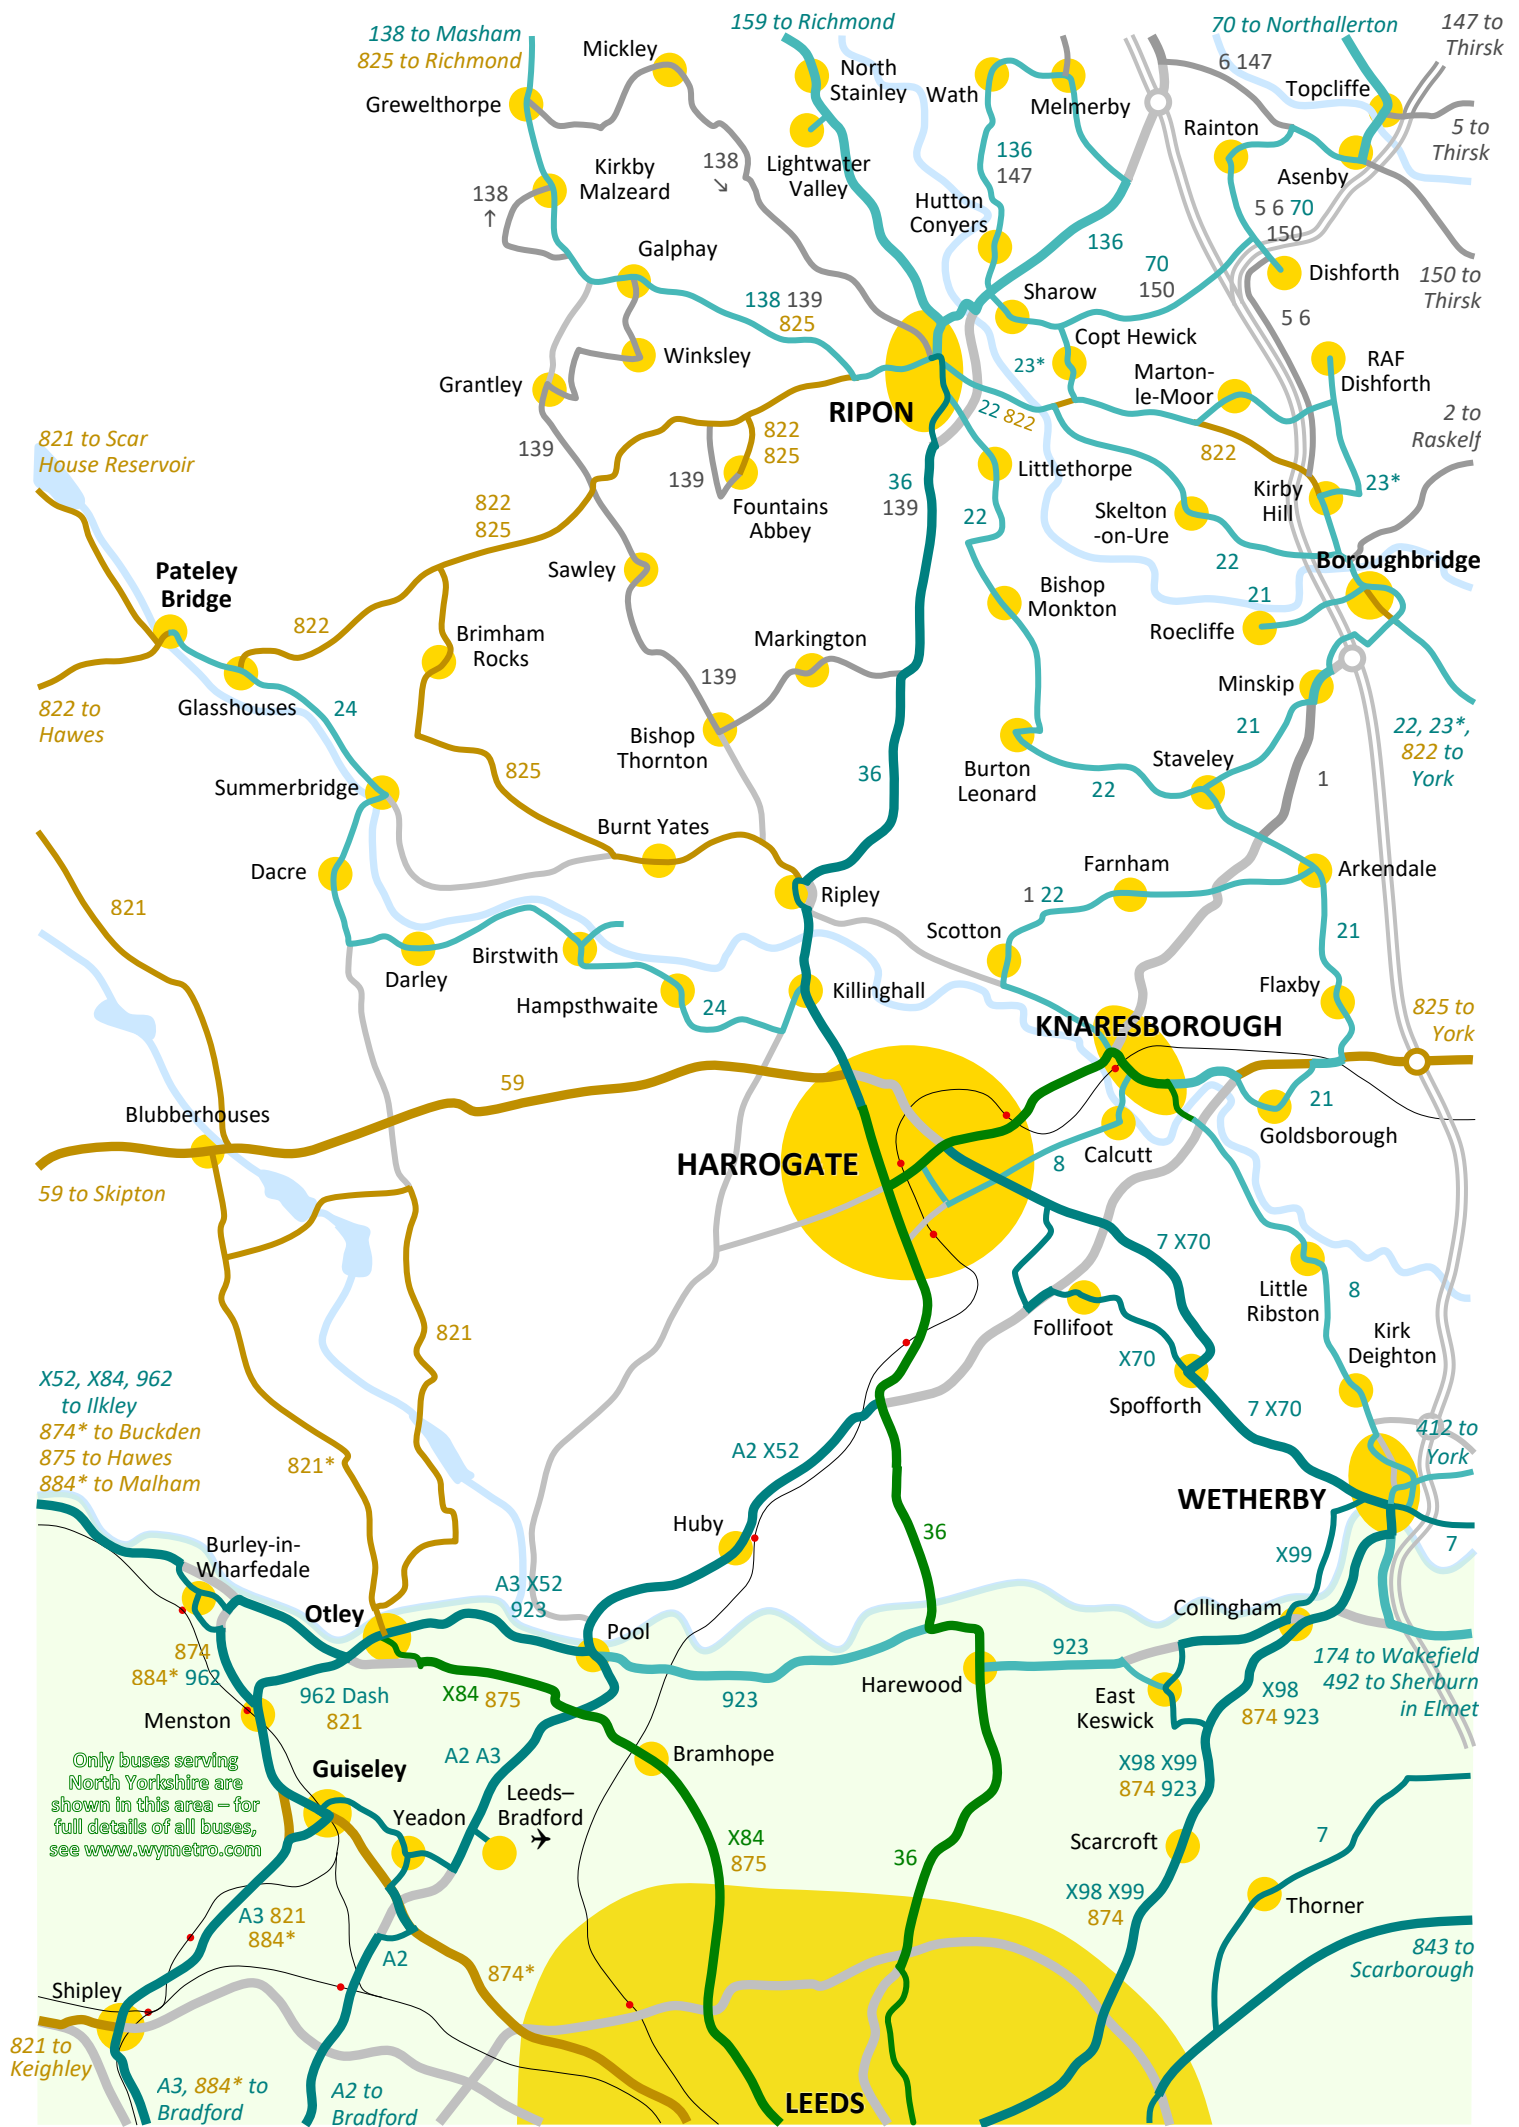 138 to Masham
825 to Richmond
Mickley
159 to Richmond
70 to Northallerton
147 to
Thirsk
Grewelthorpe
North
Stainley
Wath
Melmerby
6 147
Topcliffe
Rainton
5 to
Thirsk
Kirkby
Malzeard
138
↘
138
↑
Lightwater
Valley
136
147
Asenby
Hutton
Conyers
5 6 70
150
Galphay
136
70
150
Dishforth
150 to
Thirsk
138 139
825
Sharow
5 6
Winksley
Copt Hewick
23*
RAF
Dishforth
Grantley
Marton-
le-Moor
RIPON
22 822
2 to
Raskelf
821 to Scar
House Reservoir
139
822
825
822
139
Fountains
Abbey
36
139
Littlethorpe
Kirby
Hill
23*
822
825
22
Skelton
-on-Ure
Sawley
22
Boroughbridge
Pateley
Bridge
Bishop
Monkton
21
822
Brimham
Rocks
Markington
Roecliffe
139
Minskip
Glasshouses
24
822 to
Hawes
Bishop
Thornton
21
22, 23*,
822 to
York
825
36
Burton
Leonard
22
Staveley
1
Summerbridge
Burnt Yates
Dacre
Farnham
Arkendale
821
Ripley
1 22
Scotton
21
Birstwith
Darley
Hampsthwaite
24
Killinghall
Flaxby
825 to
York
KNARESBOROUGH
59
Blubberhouses
21
Goldsborough
HARROGATE
8
Calcutt
59 to Skipton
7 X70
Little
Ribston
8
Follifoot
821
Kirk
Deighton
X52, X84, 962
to Ilkley
874* to Buckden
875 to Hawes
884* to Malham
X70
Spofforth
7 X70
412 to
York
A2 X52
821*
WETHERBY
Huby
36
7
Burley-in-
Wharfedale
X99
A3 X52
923
Otley
Collingham
Pool
874
884* 962
923
174 to Wakefield
492 to Sherburn
in Elmet
962 Dash
821
X84 875
923
Harewood
East
Keswick
X98
874 923
Menston
Only buses serving
North Yorkshire are
shown in this area – for
full details of all buses,
see www.wymetro.com
Guiseley
A2 A3
Bramhope
X98 X99
874 923
Yeadon
Leeds–
Bradford
X84
875
36
Scarcroft
7
X98 X99
874
Thorner
A3 821
884*
A2
874*
843 to
Scarborough
Shipley
821 to
Keighley
A3, 884* to
Bradford
A2 to
Bradford
LEEDS